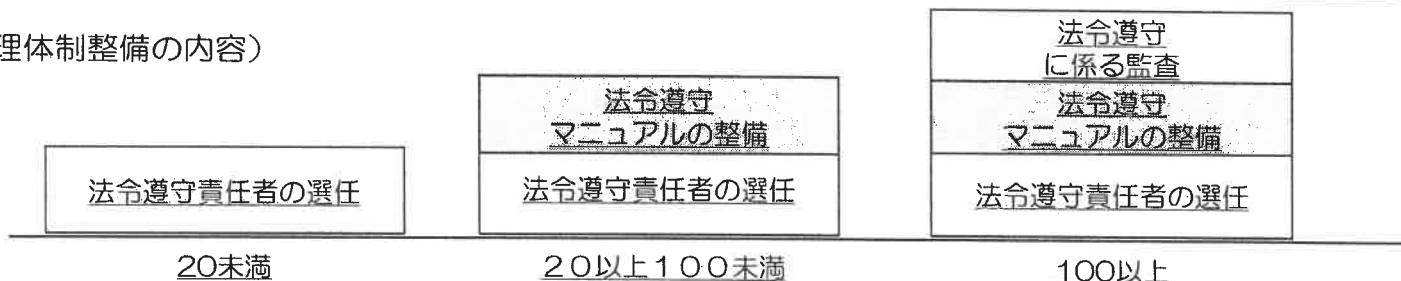 理体制整備の内容）
法令遵守
に係る監査
法令遵守
マニュアルの整備
法令遵守
マニュアルの整備
法令遵守責任者の選任
法令遵守責任者の選任
法令遵守責任者の選任
20未満
20以上100未満
100以上